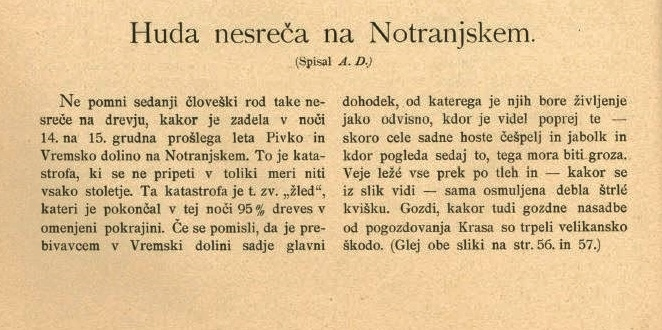 Huda nesreča na Notranjskem.
(Spisal A. D.)
Ne pomni sedanji človeški rod take ne-
sreče na drevju, kakor je zadela v noči
14. na 15. grudna prošlega leta Pivko in
Vremsko dolino na Notranjskem. To je kata-
strofa, ki se ne pripeti v toliki meri niti
vsako stoletje. Ta katastrofa je t. zv. „žled“,
kateri je pokončal v tej noči 95% dreves v
omenjeni pokrajini. Če se pomisli, da je pre-
bivavcem v Vremski dolini sadje glavni
dohodek, od katerega je njih bore življenje
jako odvisno, kdor je videl poprej te —
skoro cele sadne hoste češpelj in jabolk in
kdor pogleda sedaj to, tega mora biti groza.
Veje ležé vse prek po tleh in — kakor se
iz slik vidi — sama osmuljena debla štrlé
kvišku. Gozdi, kakor tudi gozdne nasadbe
od pogozdovanja Krasa so trpeli velikansko
škodo. (Glej obe sliki na str. 56. in 57.)